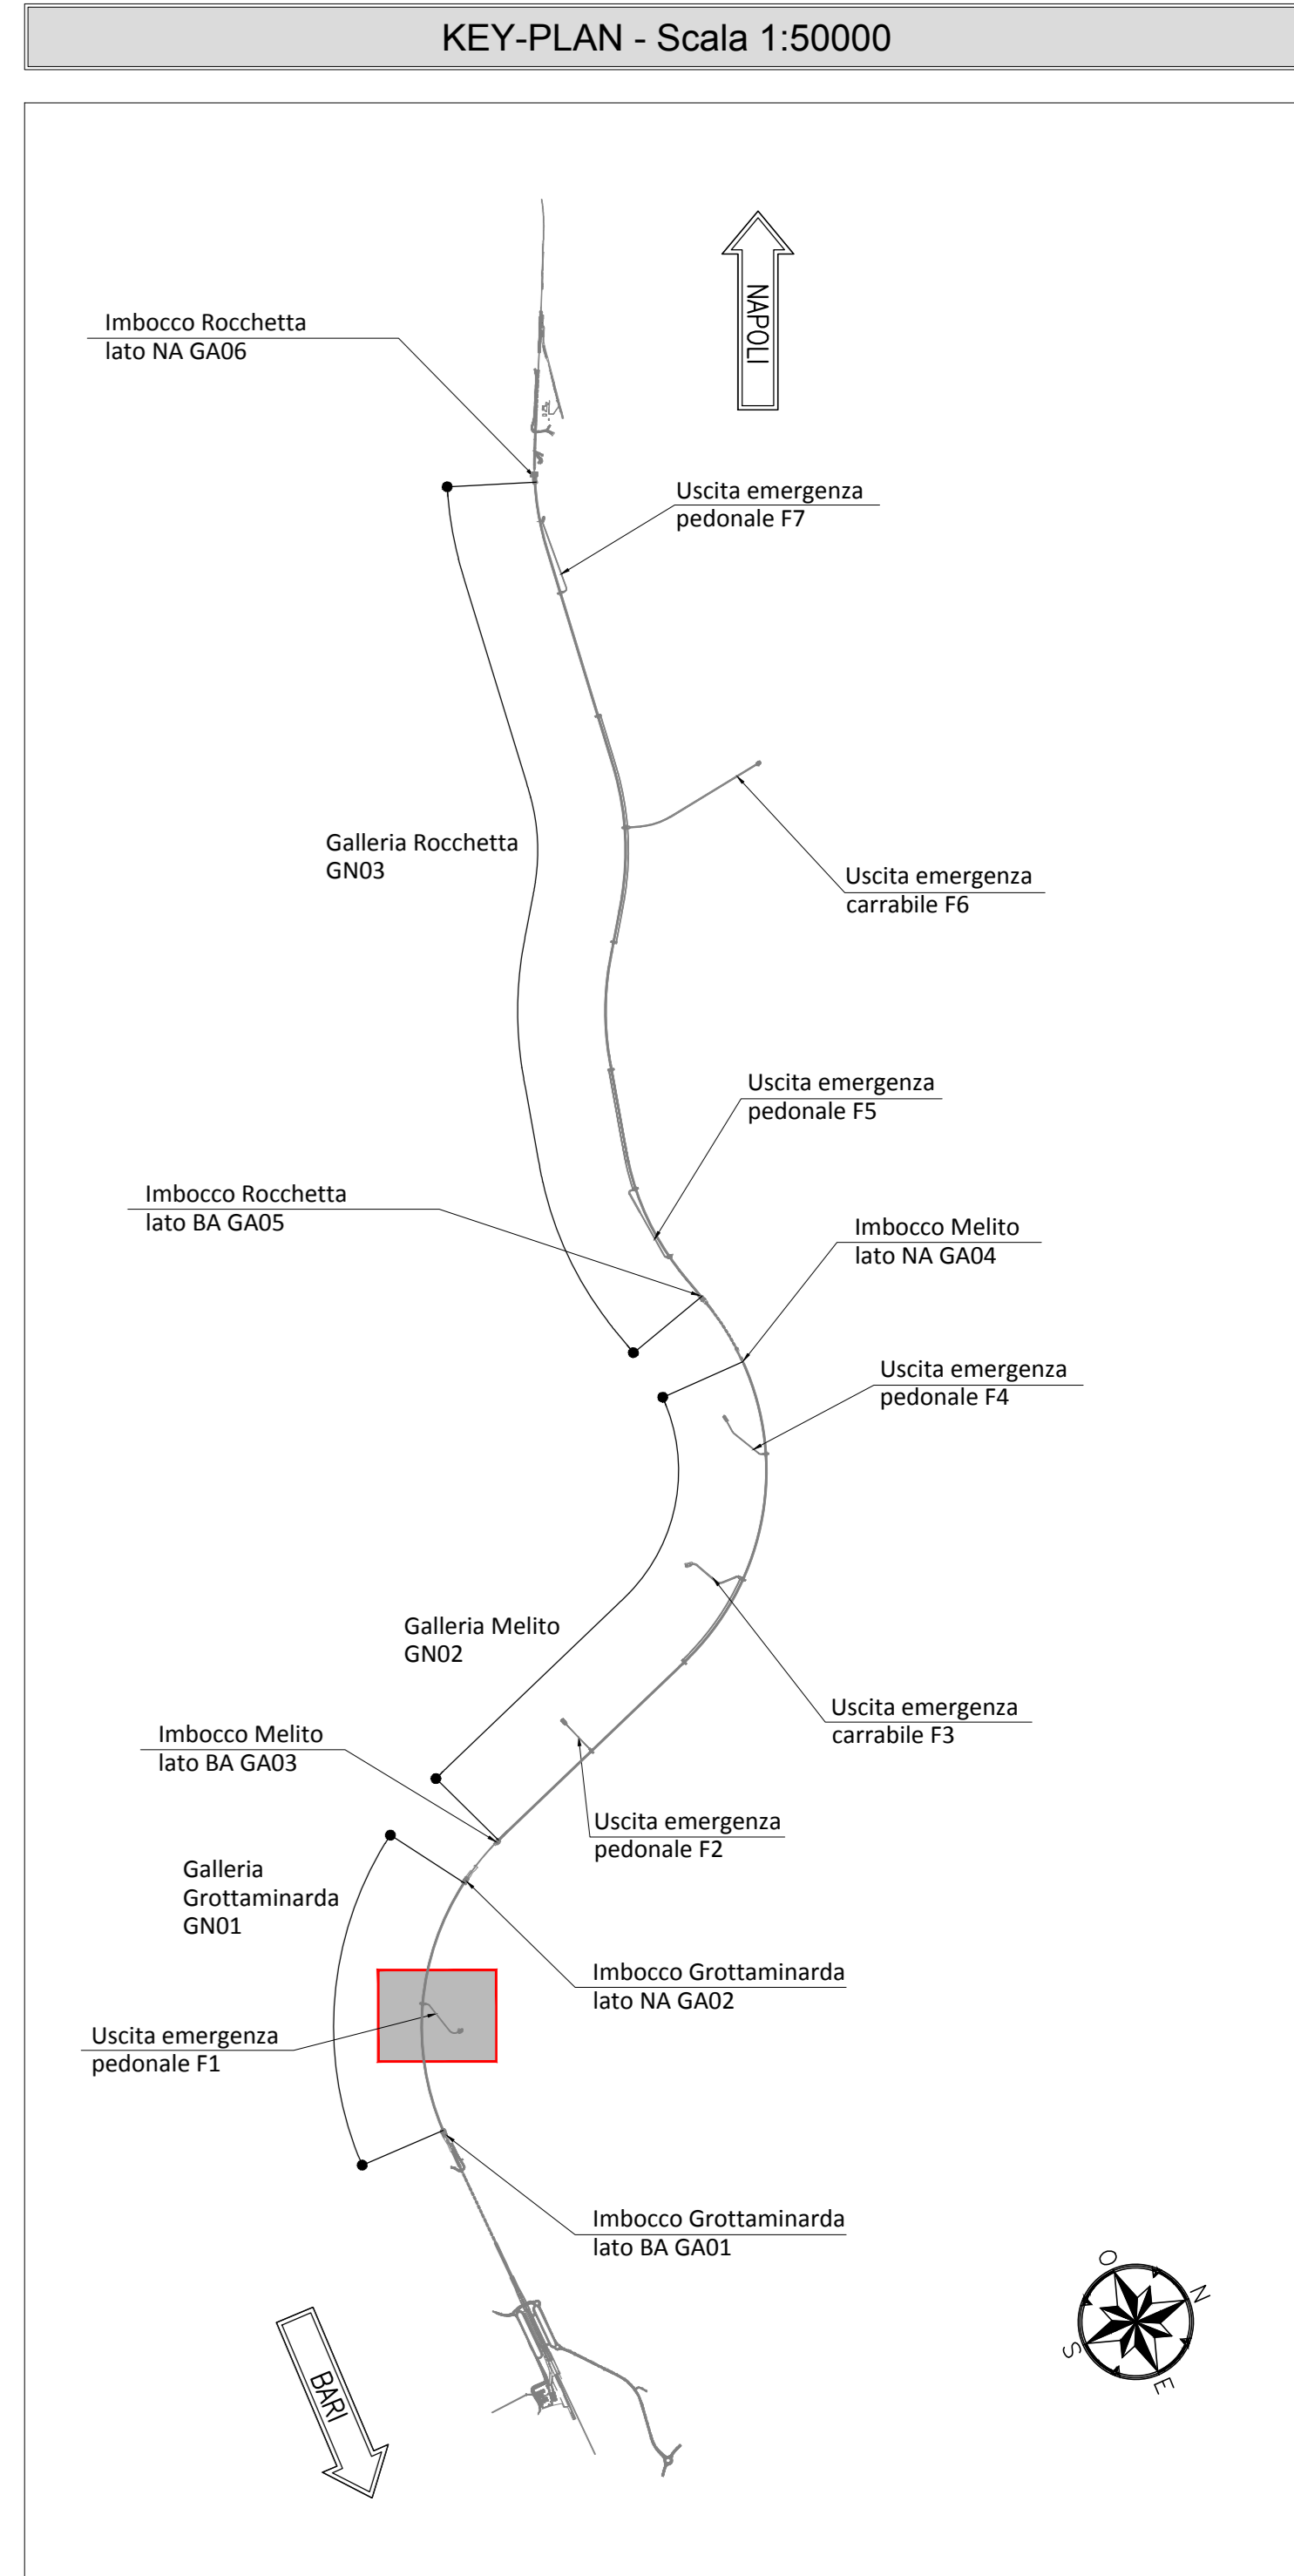 KEY-PLAN - Scala 1:50000
NAPOLI
Imbocco Rocchetta
lato NA GA06
Uscita emergenza
pedonale F7
Galleria Rocchetta
GN03
Uscita emergenza
carrabile F6
Uscita emergenza
pedonale F5
Imbocco Rocchetta
lato BA GA05
Imbocco Melito
lato NA GA04
Uscita emergenza
pedonale F4
Galleria Melito
GN02
Uscita emergenza
carrabile F3
Imbocco Melito
lato BA GA03
Uscita emergenza
pedonale F2
Galleria
Grottaminarda
GN01
Imbocco Grottaminarda
lato NA GA02
Uscita emergenza
pedonale F1
Imbocco Grottaminarda
lato BA GA01
BARI
O
N
S
E